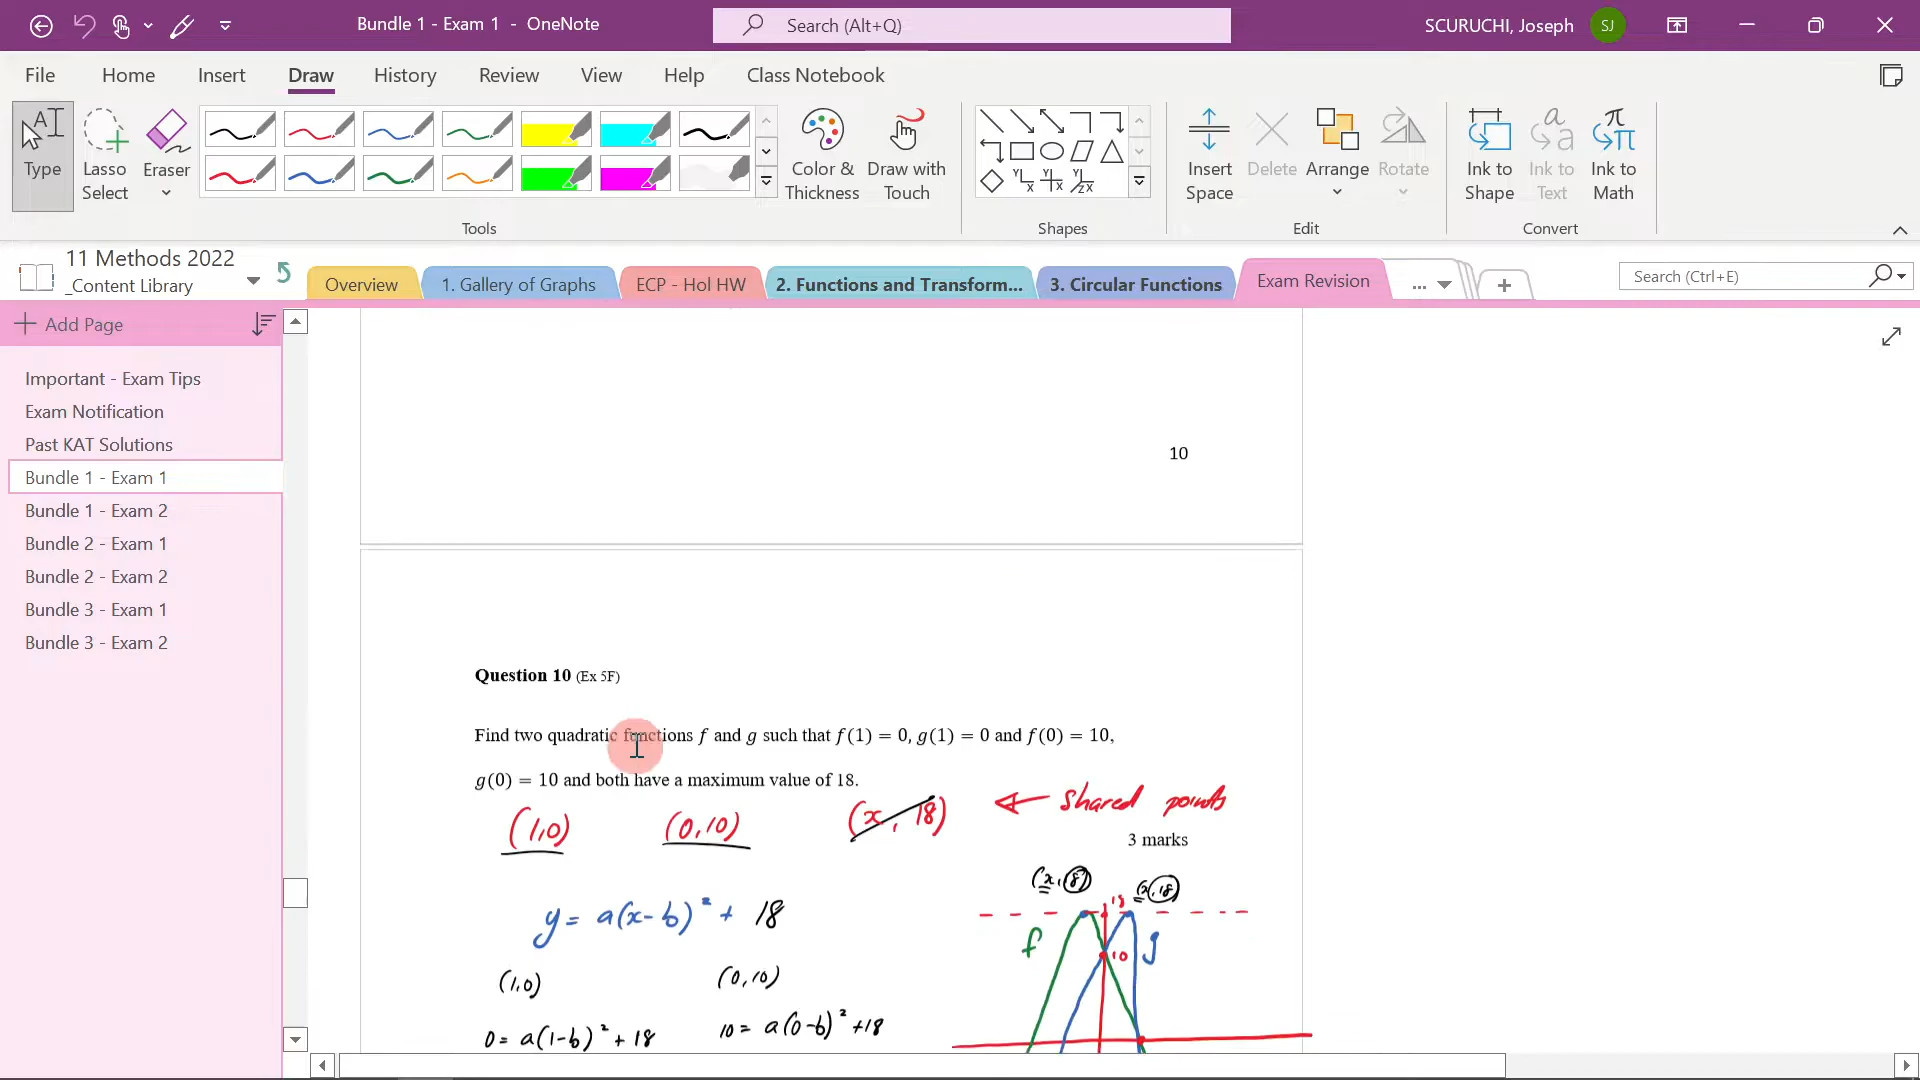 Bundle 1 - Exam 1 - OneNote
Search (Alt+Q)
SCURUCHI, Joseph
SJ
File
Home
Insert
Draw
History
Review
View
Help
Class Notebook
Type
Lasso Select
Eraser
Color & Thickness
Draw with Touch
Insert Space
Delete
Arrange
Rotate
Ink to Shape
Ink to Text
Ink to Math
Tools
Shapes
Edit
Convert
11 Methods 2022
_Content Library
Overview
1. Gallery of Graphs
ECP - Hol HW
2. Functions and Transform...
3. Circular Functions
Exam Revision
...
Search (Ctrl+E)
Add Page
Important - Exam Tips
Exam Notification
Past KAT Solutions
Bundle 1 - Exam 1
Bundle 1 - Exam 2
Bundle 2 - Exam 1
Bundle 2 - Exam 2
Bundle 3 - Exam 1
Bundle 3 - Exam 2
10
Question 10 (Ex 5F)
Find two quadratic functions f and g such that f(1) = 0, g(1) = 0 and f(0) = 10,
g(0) = 10 and both have a maximum value of 18.
(1,0) (0,10) (x, 18) ← shared points
3 marks
(x,18) (x,18)
y = a(x-b)² + 18
18
f
g
10
(1,0) (0,10)
0 = a(1-b)² + 18 10 = a(0-b)² + 18